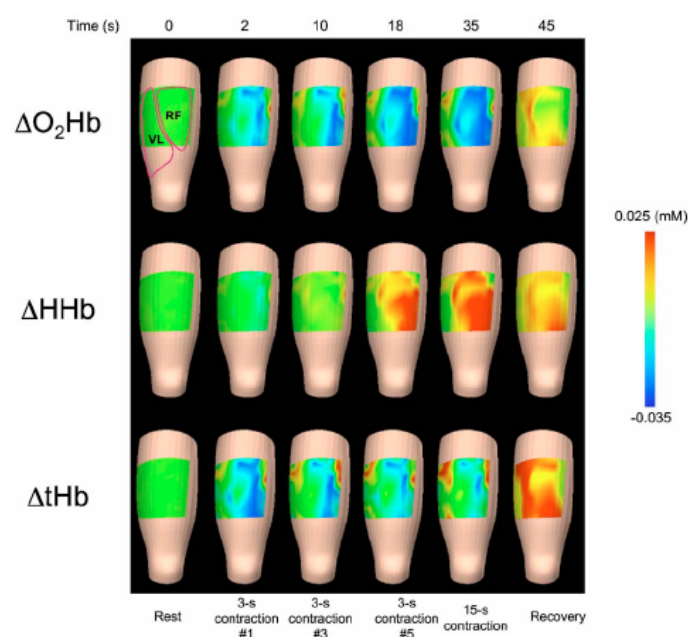 Time (s) 0 2 10 18 35 45
ΔO₂Hb
RF
VL
0.025 (mM)
ΔHHb
-0.035
ΔtHb
Rest
3-s
contraction
#1
3-s
contraction
#3
3-s
contraction
#5
15-s
contraction
Recovery